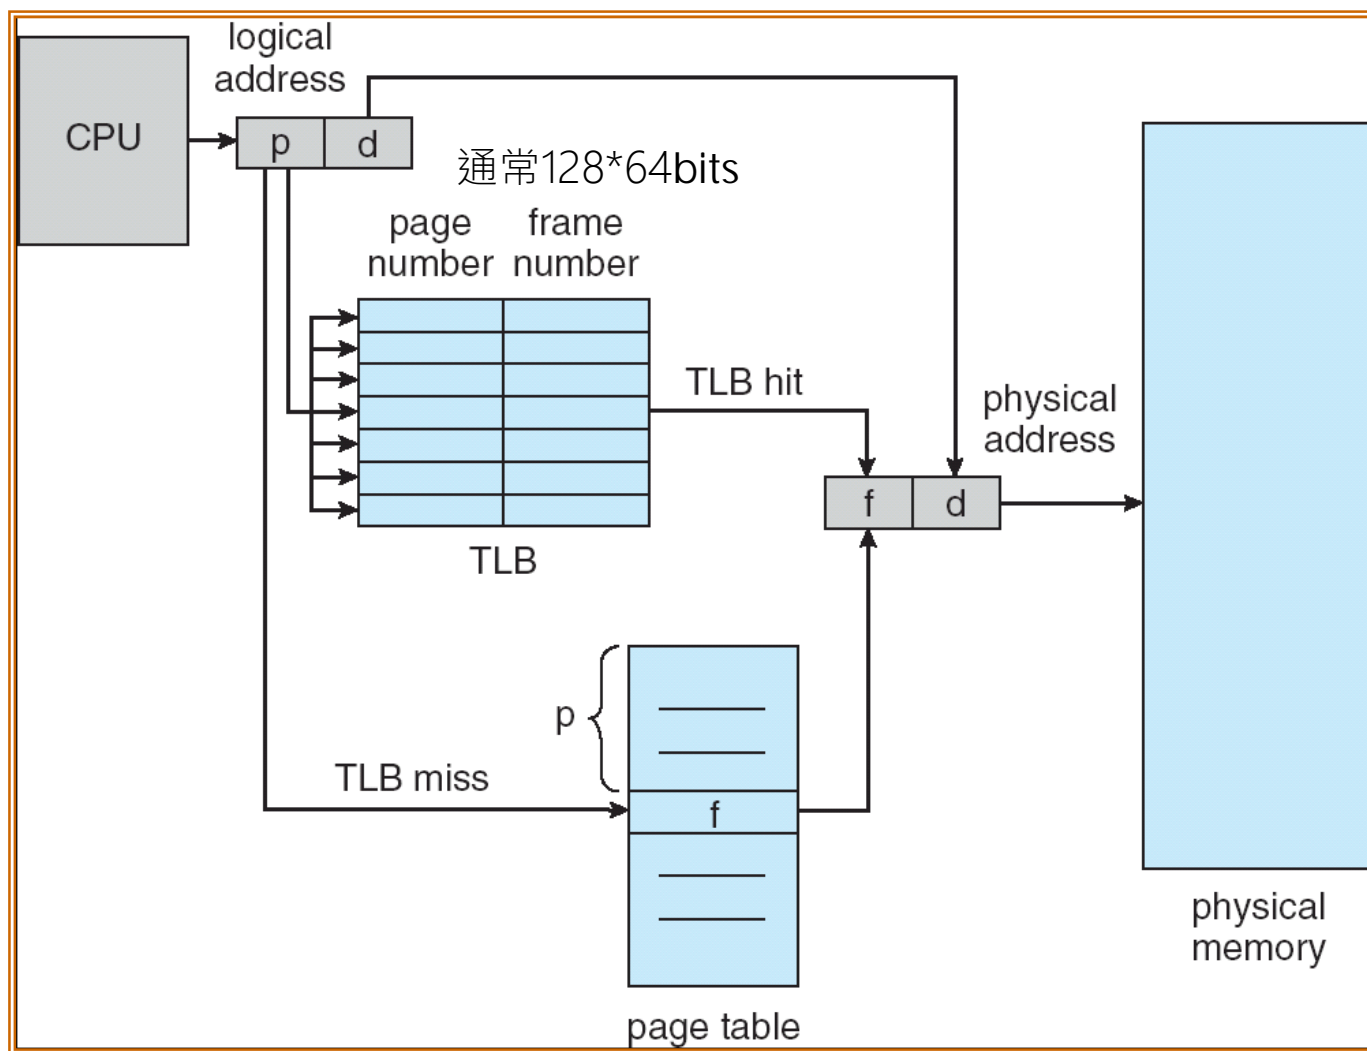 logical
address
CPU
p
d
通常128*64bits
page
number
frame
number
TLB hit
physical
address
f
d
TLB
p
TLB miss
f
physical
memory
page table